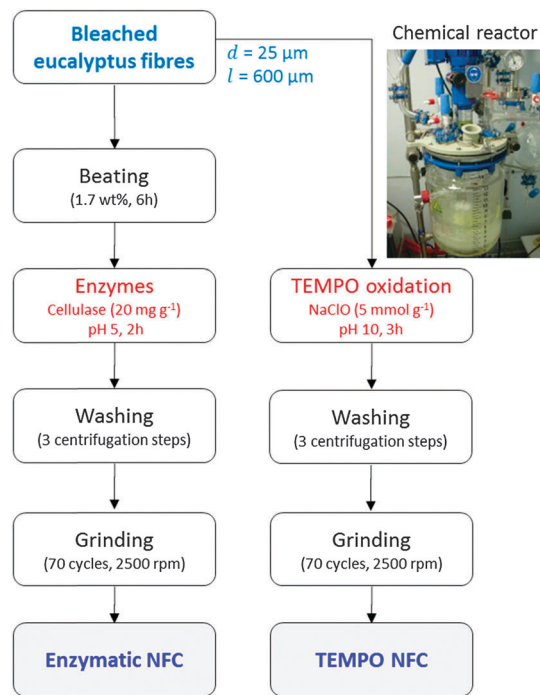 Bleached
eucalyptus fibres
d = 25 µm
l = 600 µm
Chemical reactor
Beating
(1.7 wt%, 6h)
Enzymes
Cellulase (20 mg g⁻¹)
pH 5, 2h
TEMPO oxidation
NaClO (5 mmol g⁻¹)
pH 10, 3h
Washing
(3 centrifugation steps)
Washing
(3 centrifugation steps)
Grinding
(70 cycles, 2500 rpm)
Grinding
(70 cycles, 2500 rpm)
Enzymatic NFC
TEMPO NFC